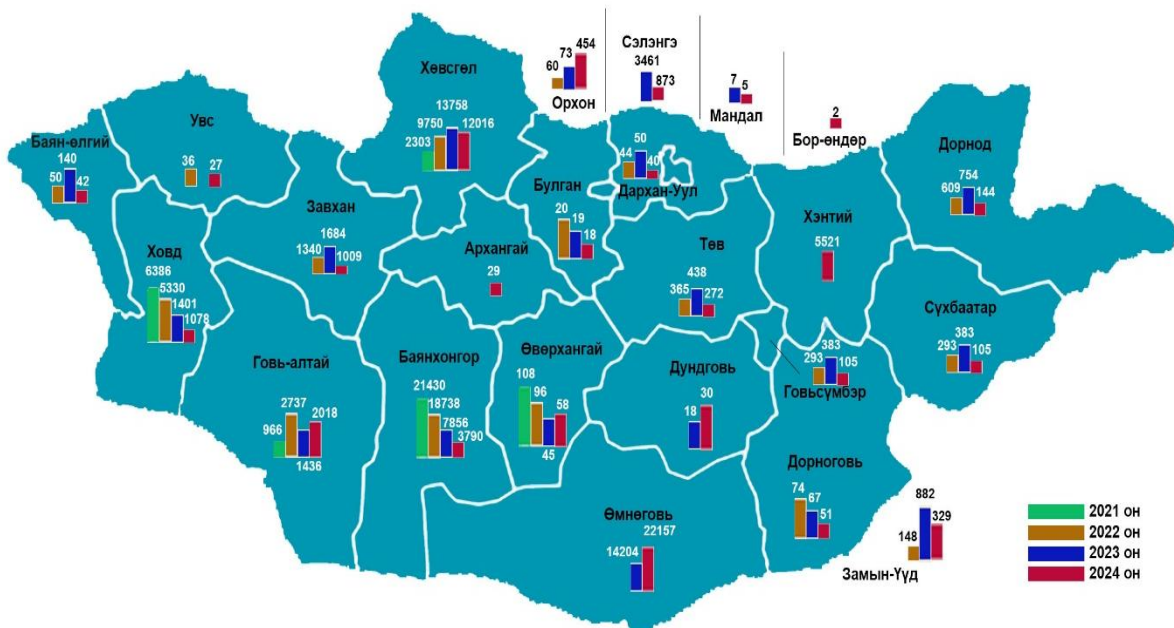 454
73
60
Орхон
Сэлэнгэ
3461
873
7
5
Мандал
2
Бор-өндөр
Хөвсгөл
13758
9750
12016
2303
Увс
36
27
Баян-өлгий
140
50
42
Ховд
6386
5330
1401
1078
Завхан
1684
1340
1009
Архангай
29
Булган
20
19
18
50
44
40
Дархан-Уул
Төв
438
365
272
Хэнтий
5521
Дорнод
754
609
144
Сүхбаатар
383
293
105
Говь-алтай
2737
2018
966
1436
Баянхонгор
21430
18738
7856
3790
Өвөрхангай
108
96
58
45
Дундговь
30
18
383
293
105
Говьсүмбэр
Дорноговь
74
67
51
Өмнөговь
22157
14204
882
329
148
Замын-Үүд
2021 он
2022 он
2023 он
2024 он